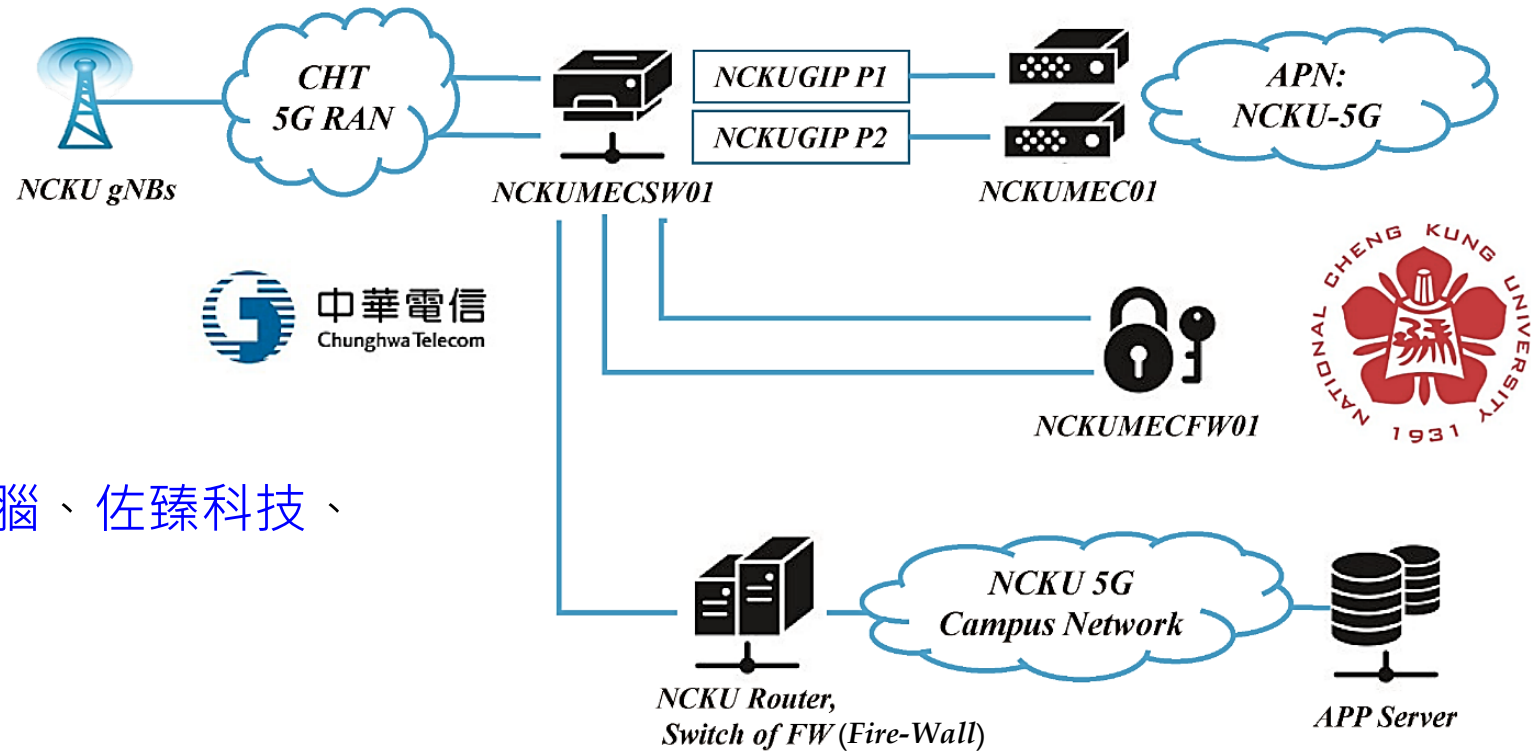 CHT
5G RAN
NCKUGIP P1
NCKUGIP P2
APN:
NCKU-5G
NCKU gNBs
NCKUMECSW01
NCKUMEC01
中華電信
Chunghwa Telecom
NATIONAL CHENG KUNG UNIVERSITY
1931
NCKUMECFW01
腦、佐臻科技、
NCKU 5G
Campus Network
NCKU Router,
Switch of FW (Fire-Wall)
APP Server